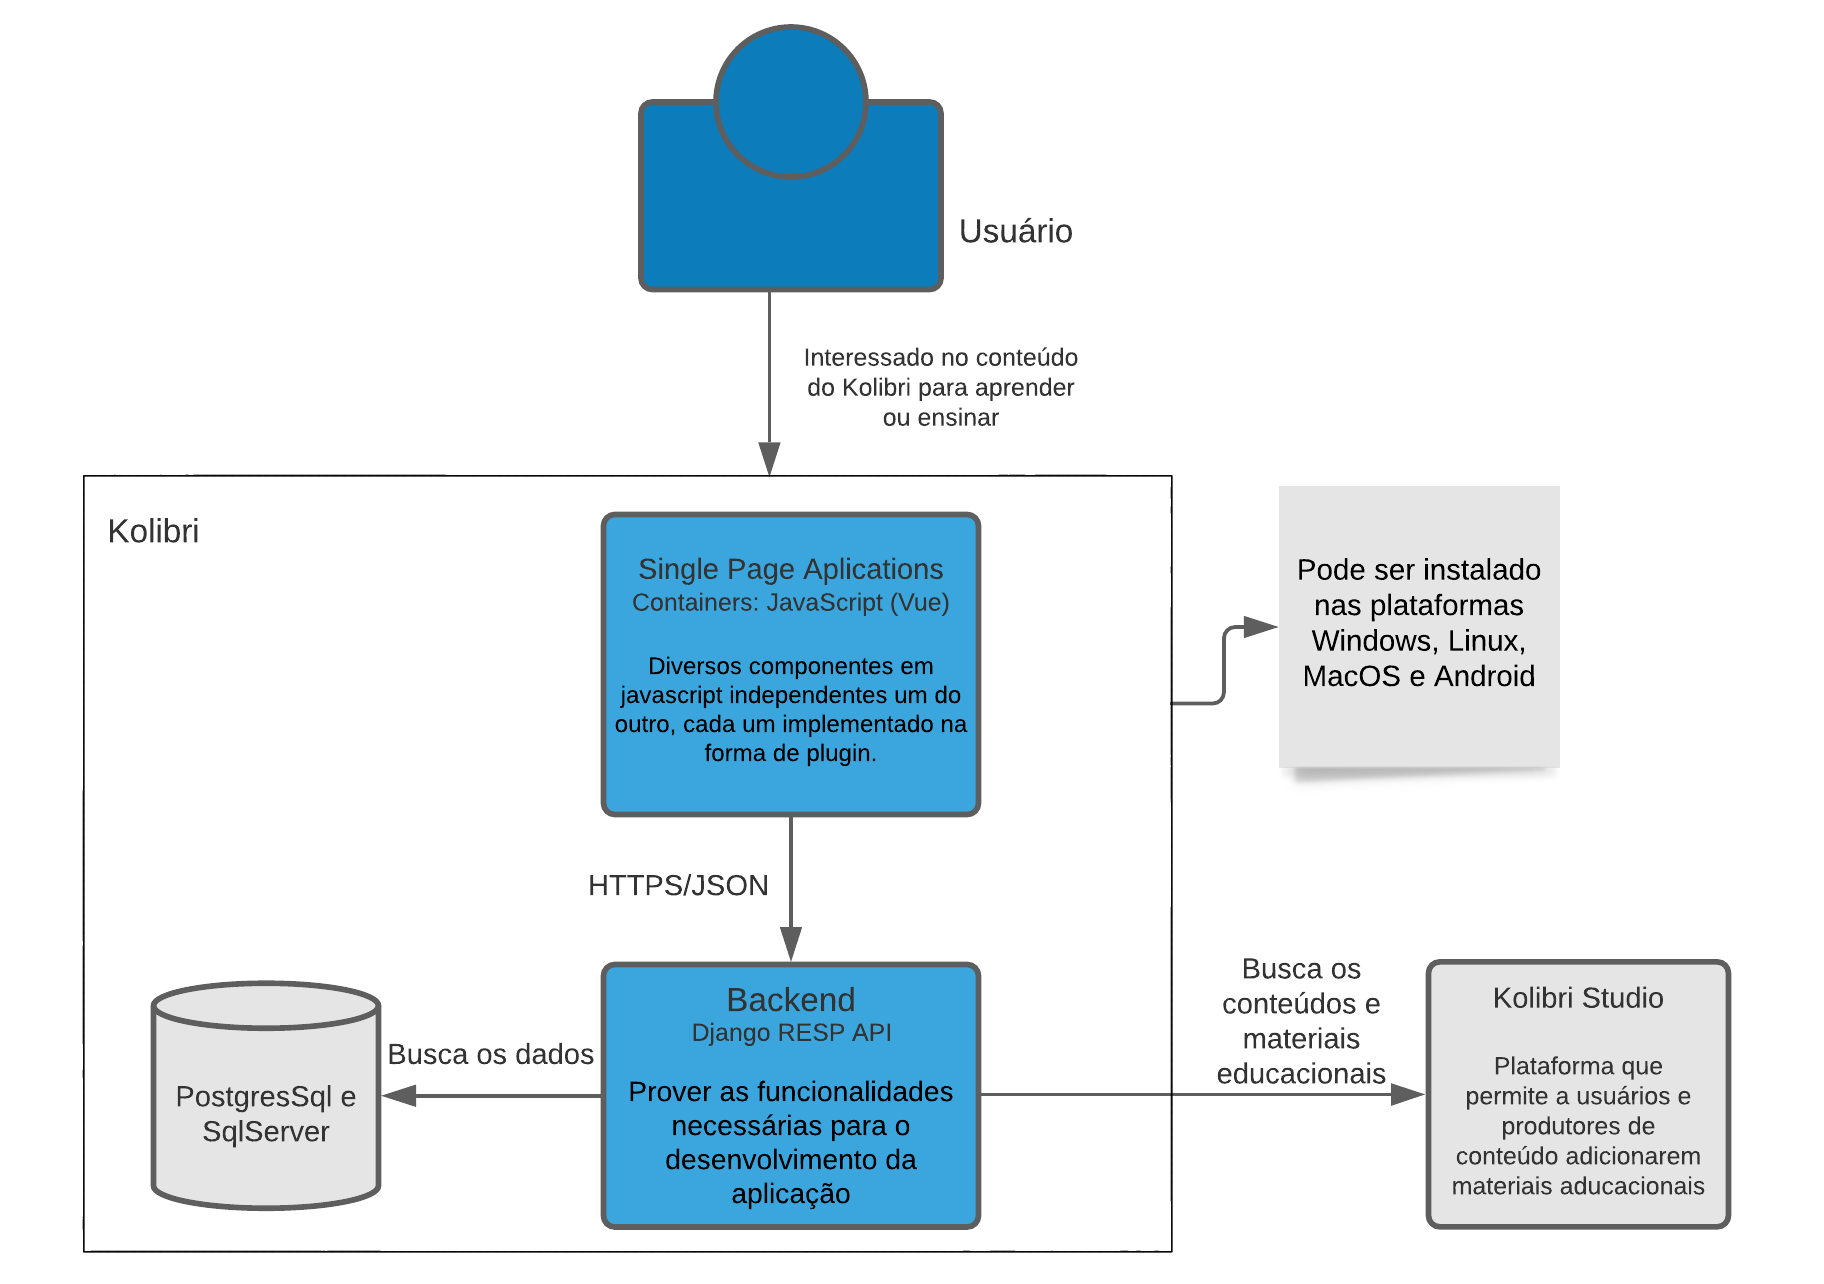 Usuário
Interessado no conteúdo
do Kolibri para aprender
ou ensinar
Kolibri
Single Page Aplications
Containers: JavaScript (Vue)
Diversos componentes em
javascript independentes um do
outro, cada um implementado na
forma de plugin.
Pode ser instalado
nas plataformas
Windows, Linux,
MacOS e Android
HTTPS/JSON
PostgresSql e
SqlServer
Busca os dados
Backend
Django RESP API
Prover as funcionalidades
necessárias para o
desenvolvimento da
aplicação
Busca os
conteúdos e
materiais
educacionais
Kolibri Studio
Plataforma que
permite a usuários e
produtores de
conteúdo adicionarem
materiais aducacionais